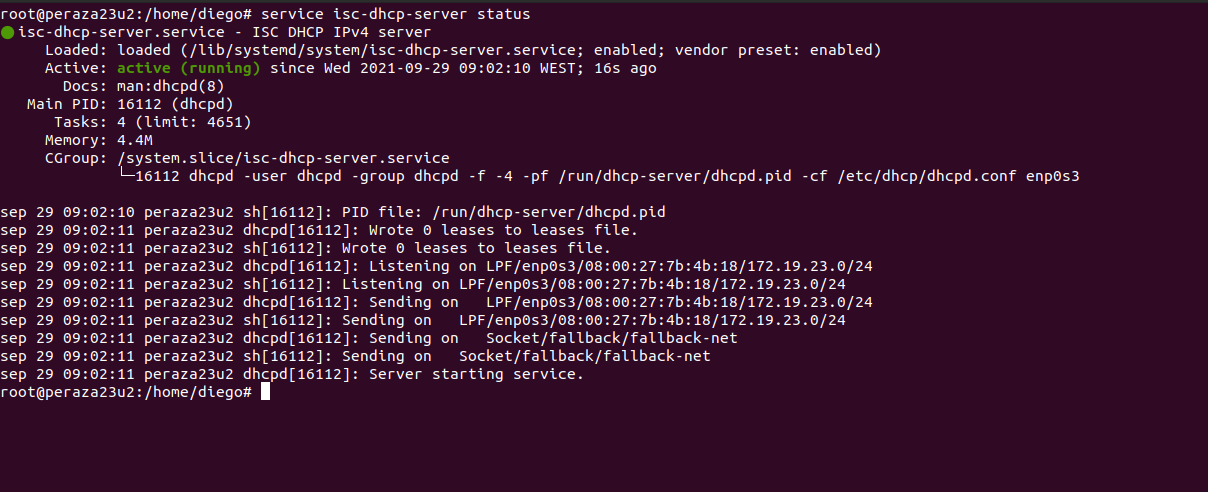 root@peraza23u2:/home/diego# service isc-dhcp-server status
● isc-dhcp-server.service - ISC DHCP IPv4 server
     Loaded: loaded (/lib/systemd/system/isc-dhcp-server.service; enabled; vendor preset: enabled)
     Active: active (running) since Wed 2021-09-29 09:02:10 WEST; 16s ago
       Docs: man:dhcpd(8)
   Main PID: 16112 (dhcpd)
      Tasks: 4 (limit: 4651)
     Memory: 4.4M
     CGroup: /system.slice/isc-dhcp-server.service
             └─16112 dhcpd -user dhcpd -group dhcpd -f -4 -pf /run/dhcp-server/dhcpd.pid -cf /etc/dhcp/dhcpd.conf enp0s3

sep 29 09:02:10 peraza23u2 sh[16112]: PID file: /run/dhcp-server/dhcpd.pid
sep 29 09:02:11 peraza23u2 dhcpd[16112]: Wrote 0 leases to leases file.
sep 29 09:02:11 peraza23u2 sh[16112]: Wrote 0 leases to leases file.
sep 29 09:02:11 peraza23u2 dhcpd[16112]: Listening on LPF/enp0s3/08:00:27:7b:4b:18/172.19.23.0/24
sep 29 09:02:11 peraza23u2 sh[16112]: Listening on LPF/enp0s3/08:00:27:7b:4b:18/172.19.23.0/24
sep 29 09:02:11 peraza23u2 dhcpd[16112]: Sending on   LPF/enp0s3/08:00:27:7b:4b:18/172.19.23.0/24
sep 29 09:02:11 peraza23u2 sh[16112]: Sending on   LPF/enp0s3/08:00:27:7b:4b:18/172.19.23.0/24
sep 29 09:02:11 peraza23u2 dhcpd[16112]: Sending on   Socket/fallback/fallback-net
sep 29 09:02:11 peraza23u2 sh[16112]: Sending on   Socket/fallback/fallback-net
sep 29 09:02:11 peraza23u2 dhcpd[16112]: Server starting service.
root@peraza23u2:/home/diego#